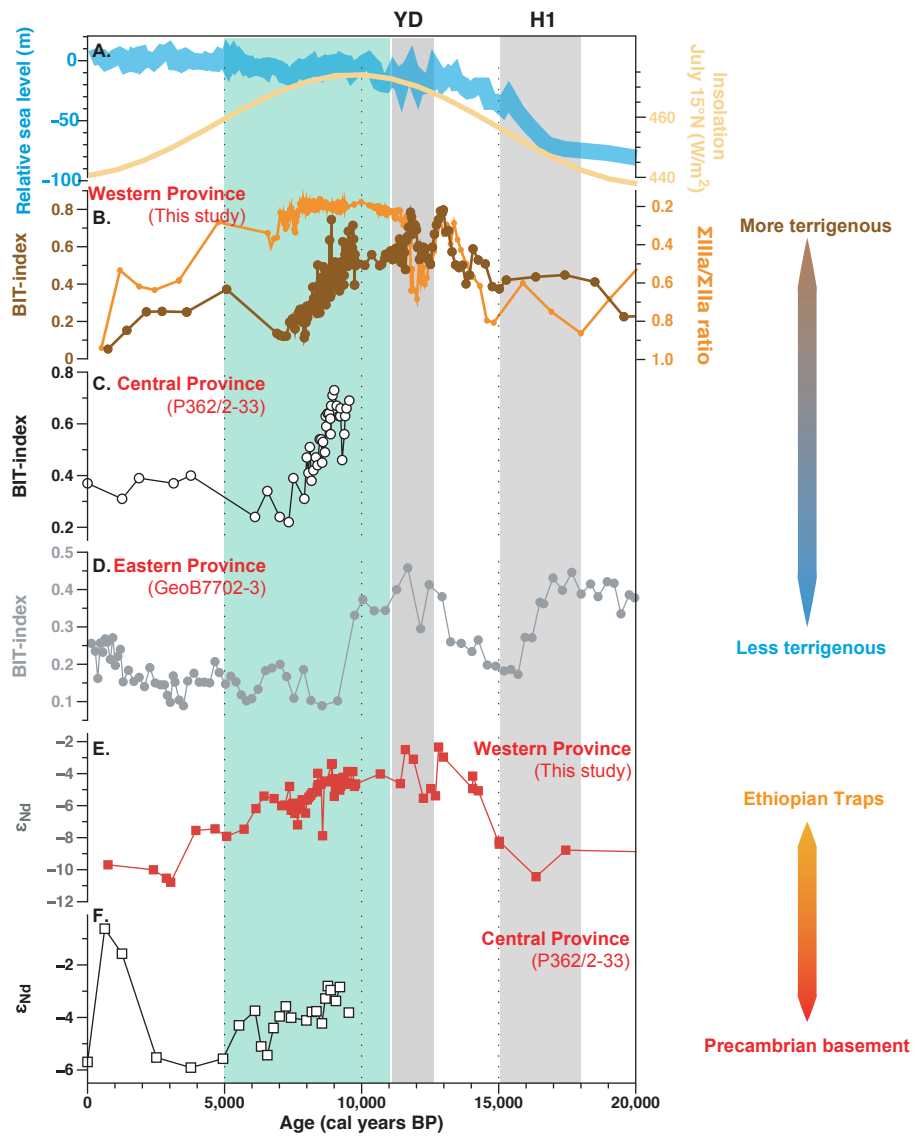 YD
H1
A.
Relative sea level (m)
0
−50
−100
Insolation
July 15°N (W/m²)
460
440
Western Province
(This study)
B.
BIT-index
0.8
0.6
0.4
0.2
0
ΣIIIa/ΣIIa ratio
0.2
0.4
0.6
0.8
1.0
More terrigenous
C.
Central Province
(P362/2-33)
BIT-index
0.8
0.6
0.4
0.2
D.
Eastern Province
(GeoB7702-3)
BIT-index
0.5
0.4
0.3
0.2
0.1
Less terrigenous
E.
Western Province
(This study)
εNd
−2
−4
−6
−8
−10
−12
Ethiopian Traps
F.
Central Province
(P362/2-33)
εNd
−2
−4
−6
Precambrian basement
0
5,000
10,000
15,000
20,000
Age (cal years BP)